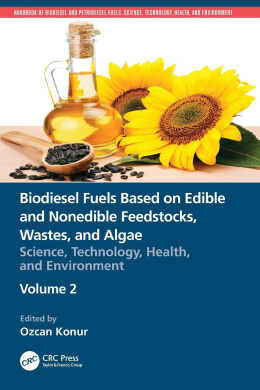 HANDBOOK OF BIODIESEL AND PETRODIESEL FUELS: SCIENCE, TECHNOLOGY, HEALTH, AND ENVIRONMENT
Biodiesel Fuels Based on Edible
and Nonedible Feedstocks,
Wastes, and Algae
Science, Technology, Health,
and Environment
Volume 2
Edited by
Ozcan Konur
CRC
CRC Press
Taylor & Francis Group